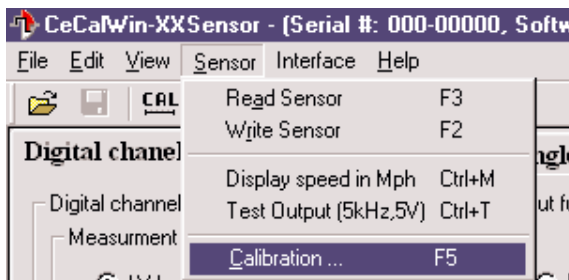 CeCalWin-XXSensor - (Serial #: 000-00000, Softw
File Edit View Sensor Interface Help
CAL
Read Sensor F3
Write Sensor F2
Digital chanel
Display speed in Mph Ctrl+M
Digital channel
Test Output (5kHz,5V) Ctrl+T
Measurment
Calibration ... F5